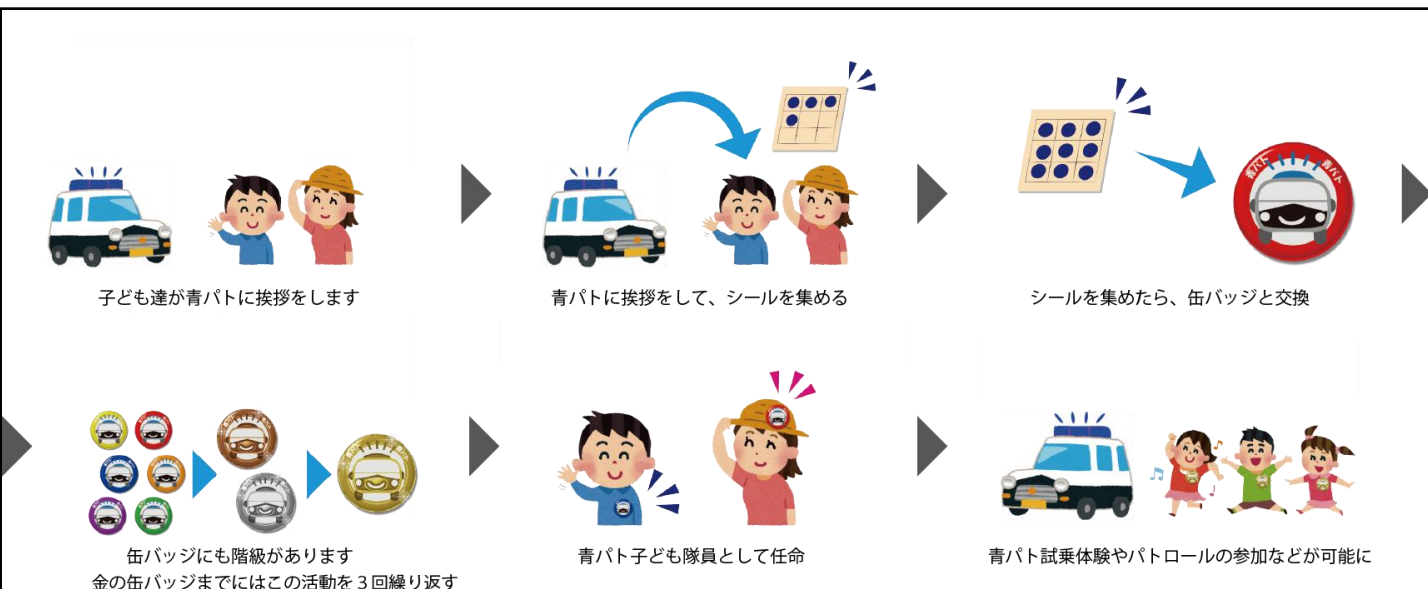 青パト
青パト
子ども達が青パトに挨拶をします
青パトに挨拶をして、シールを集める
シールを集めたら、缶バッジと交換
缶バッジにも階級があります
金の缶バッジまでにはこの活動を３回繰り返す
青パト子ども隊員として任命
青パト試乗体験やパトロールの参加などが可能に